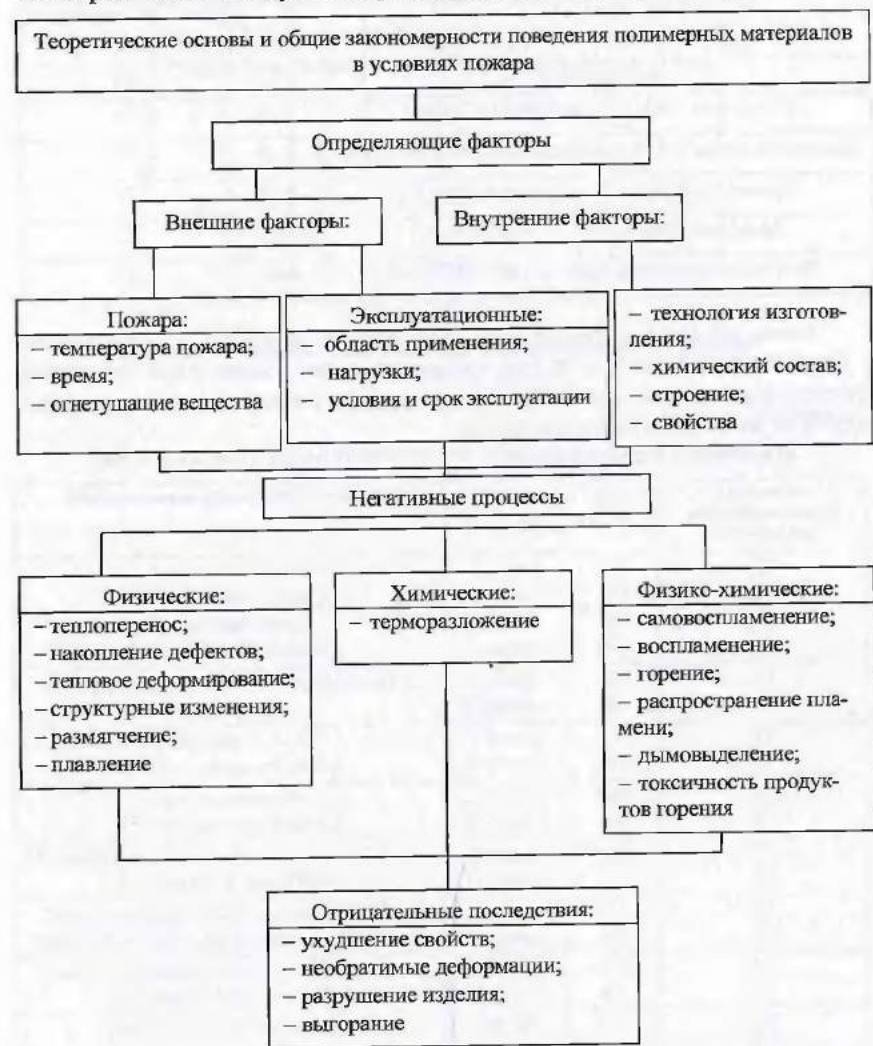 Теоретические основы и общие закономерности поведения полимерных материалов
в условиях пожара
Определяющие факторы
Внешние факторы:
Внутренние факторы:
Пожара:
– температура пожара;
– время;
– огнетушащие вещества
Эксплуатационные:
– область применения;
– нагрузки;
– условия и срок эксплуатации
– технология изготов-
ления;
– химический состав;
– строение;
– свойства
Негативные процессы
Физические:
– теплоперенос;
– накопление дефектов;
– тепловое деформирование;
– структурные изменения;
– размягчение;
– плавление
Химические:
– терморазложение
Физико-химические:
– самовоспламенение;
– воспламенение;
– горение;
– распространение пла-
мени;
– дымовыделение;
– токсичность продук-
тов горения
Отрицательные последствия:
– ухудшение свойств;
– необратимые деформации;
– разрушение изделия;
– выгорание